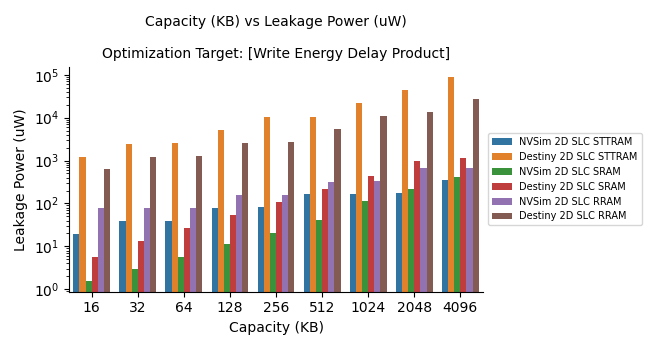 Capacity (KB) vs Leakage Power (uW)
Optimization Target: [Write Energy Delay Product]
Leakage Power (uW)
10^5
10^4
10^3
10^2
10^1
10^0
16 32 64 128 256 512 1024 2048 4096
Capacity (KB)
NVSim 2D SLC STTRAM
Destiny 2D SLC STTRAM
NVSim 2D SLC SRAM
Destiny 2D SLC SRAM
NVSim 2D SLC RRAM
Destiny 2D SLC RRAM